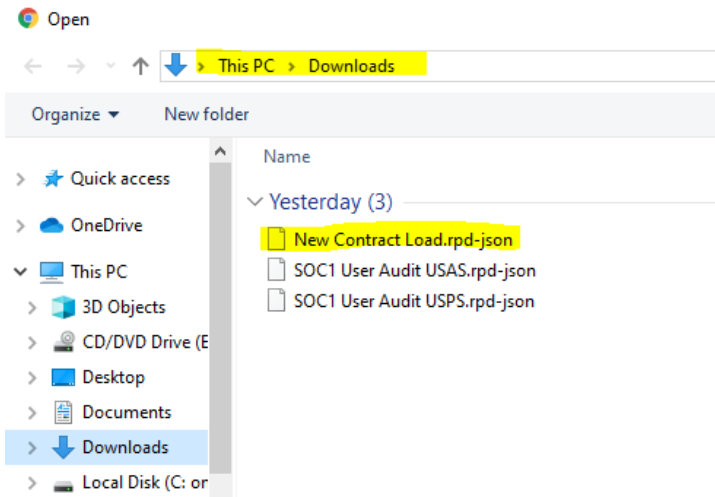 Open
This PC > Downloads
Organize
New folder
Name
Quick access
OneDrive
This PC
3D Objects
CD/DVD Drive (E
Desktop
Documents
Downloads
Local Disk (C: or
Yesterday (3)
New Contract Load.rpd-json
SOC1 User Audit USAS.rpd-json
SOC1 User Audit USPS.rpd-json